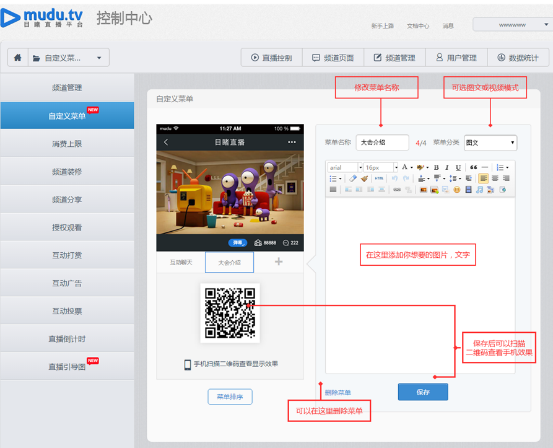 mudu.tv
目睹直播平台
控制中心
新手上路
文档中心
消息
wwwwww
自定义菜...
直播控制
频道页面
频道管理
用户管理
数据统计
频道管理
自定义菜单
NEW
消费上限
频道装修
频道分享
授权观看
互动打赏
互动广告
互动投票
直播倒计时
直播引导图
NEW
自定义菜单
修改菜单名称
可选图文或视频模式
mudu
11:27 AM
100 %
目睹直播
弹幕
88888
222
互动聊天
大会介绍
+
手机扫描二维码查看显示效果
菜单排序
菜单名称
大会介绍
4/4
菜单分类
图文
arial
16px
B I U
在这里添加你想要的图片，文字
保存后可以扫描
二维码查看手机效果
删除菜单
保存
可以在这里删除菜单